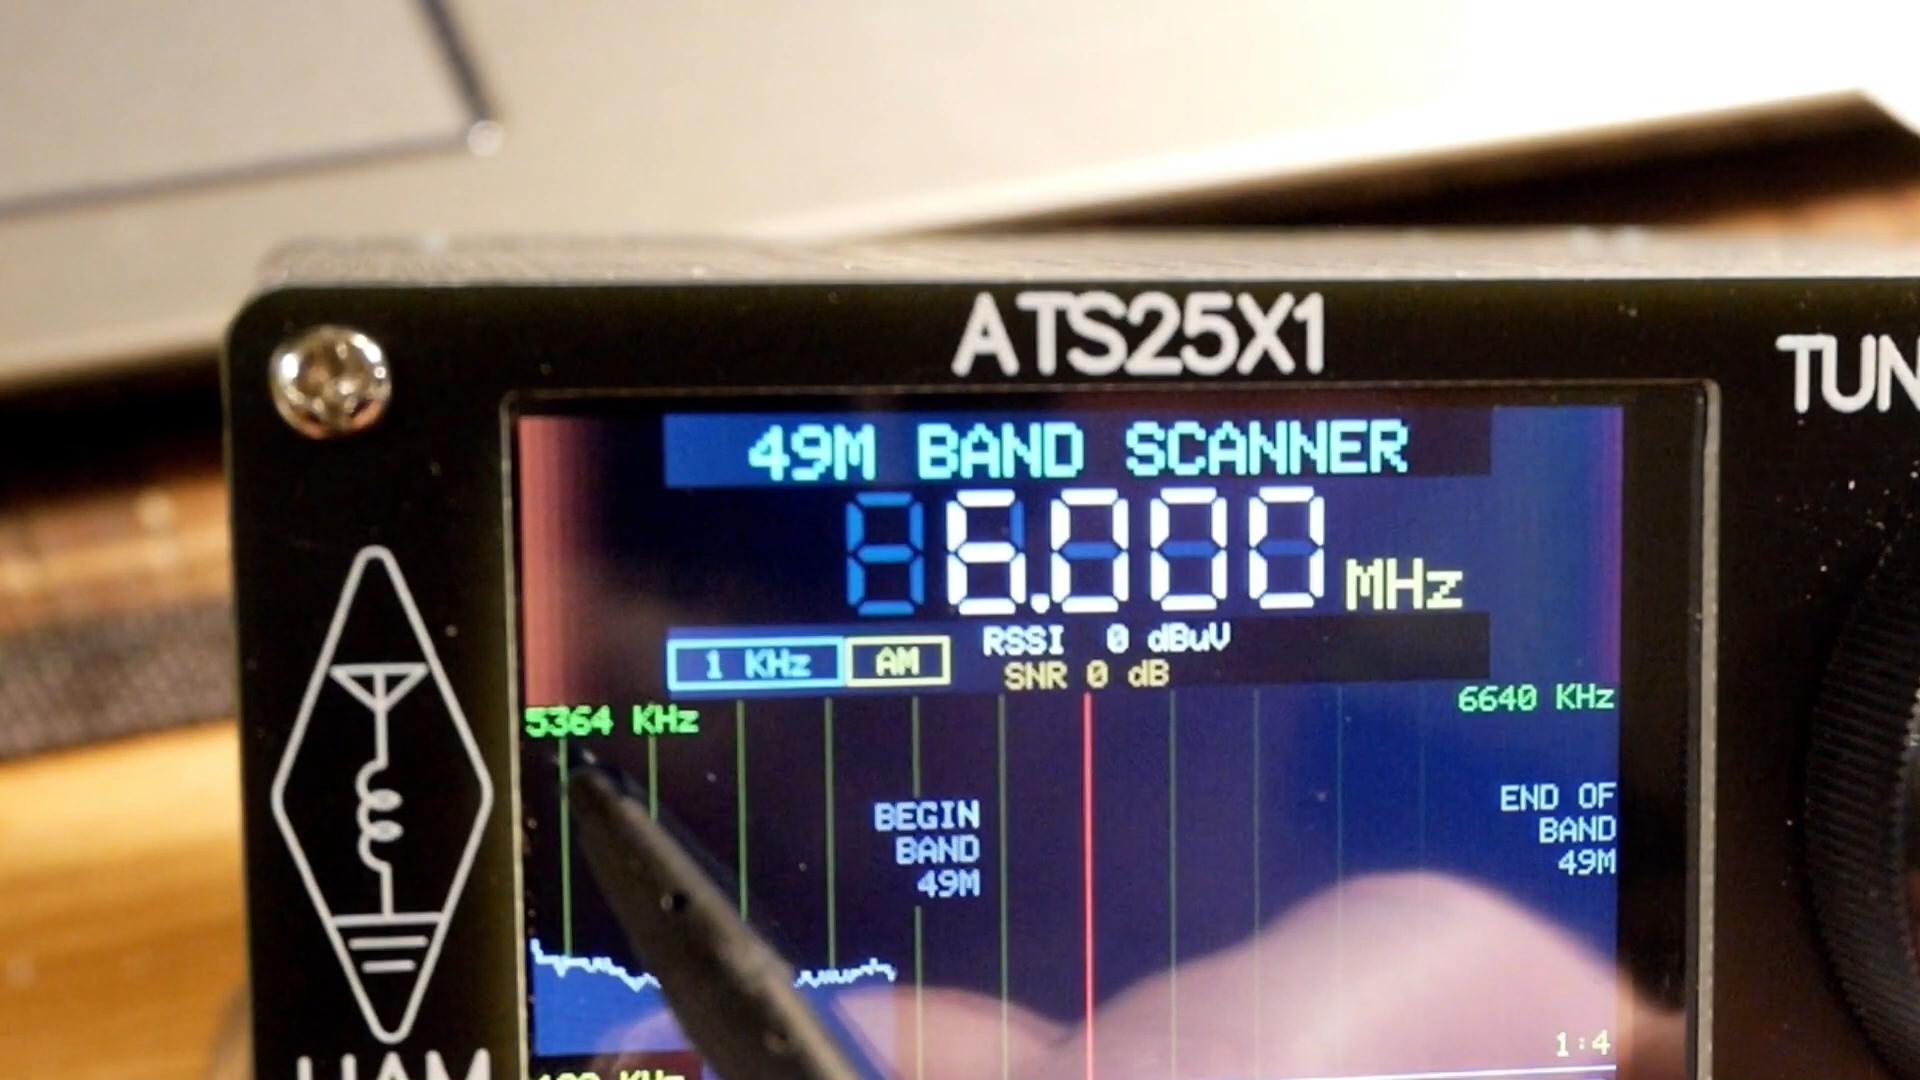 ATS25X1
TUN
49M BAND SCANNER
6.000 MHz
1 KHz AM RSSI 0 dBuV
SNR 0 dB
5364 KHz
6640 KHz
BEGIN
BAND
49M
END OF
BAND
49M
1:4
HAM